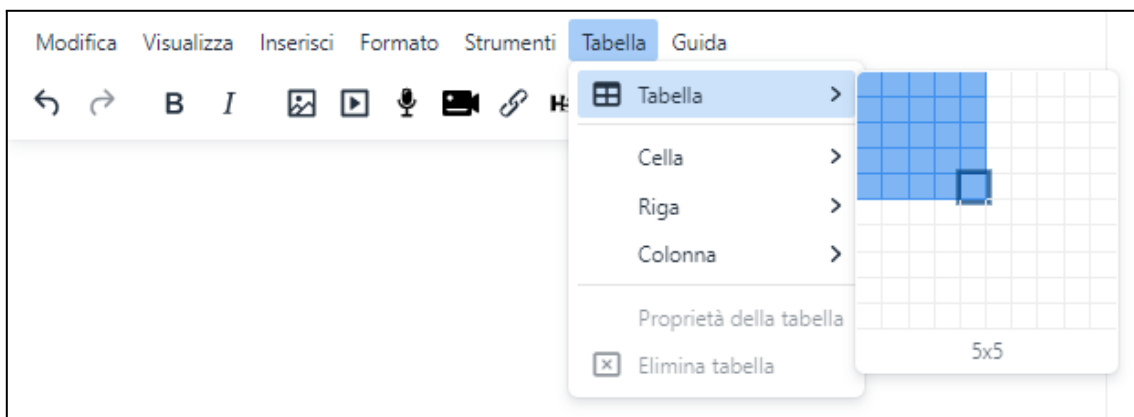 Modifica Visualizza Inserisci Formato Strumenti Tabella Guida
B I H
Tabella
Cella
Riga
Colonna
Proprietà della tabella
Elimina tabella
5x5